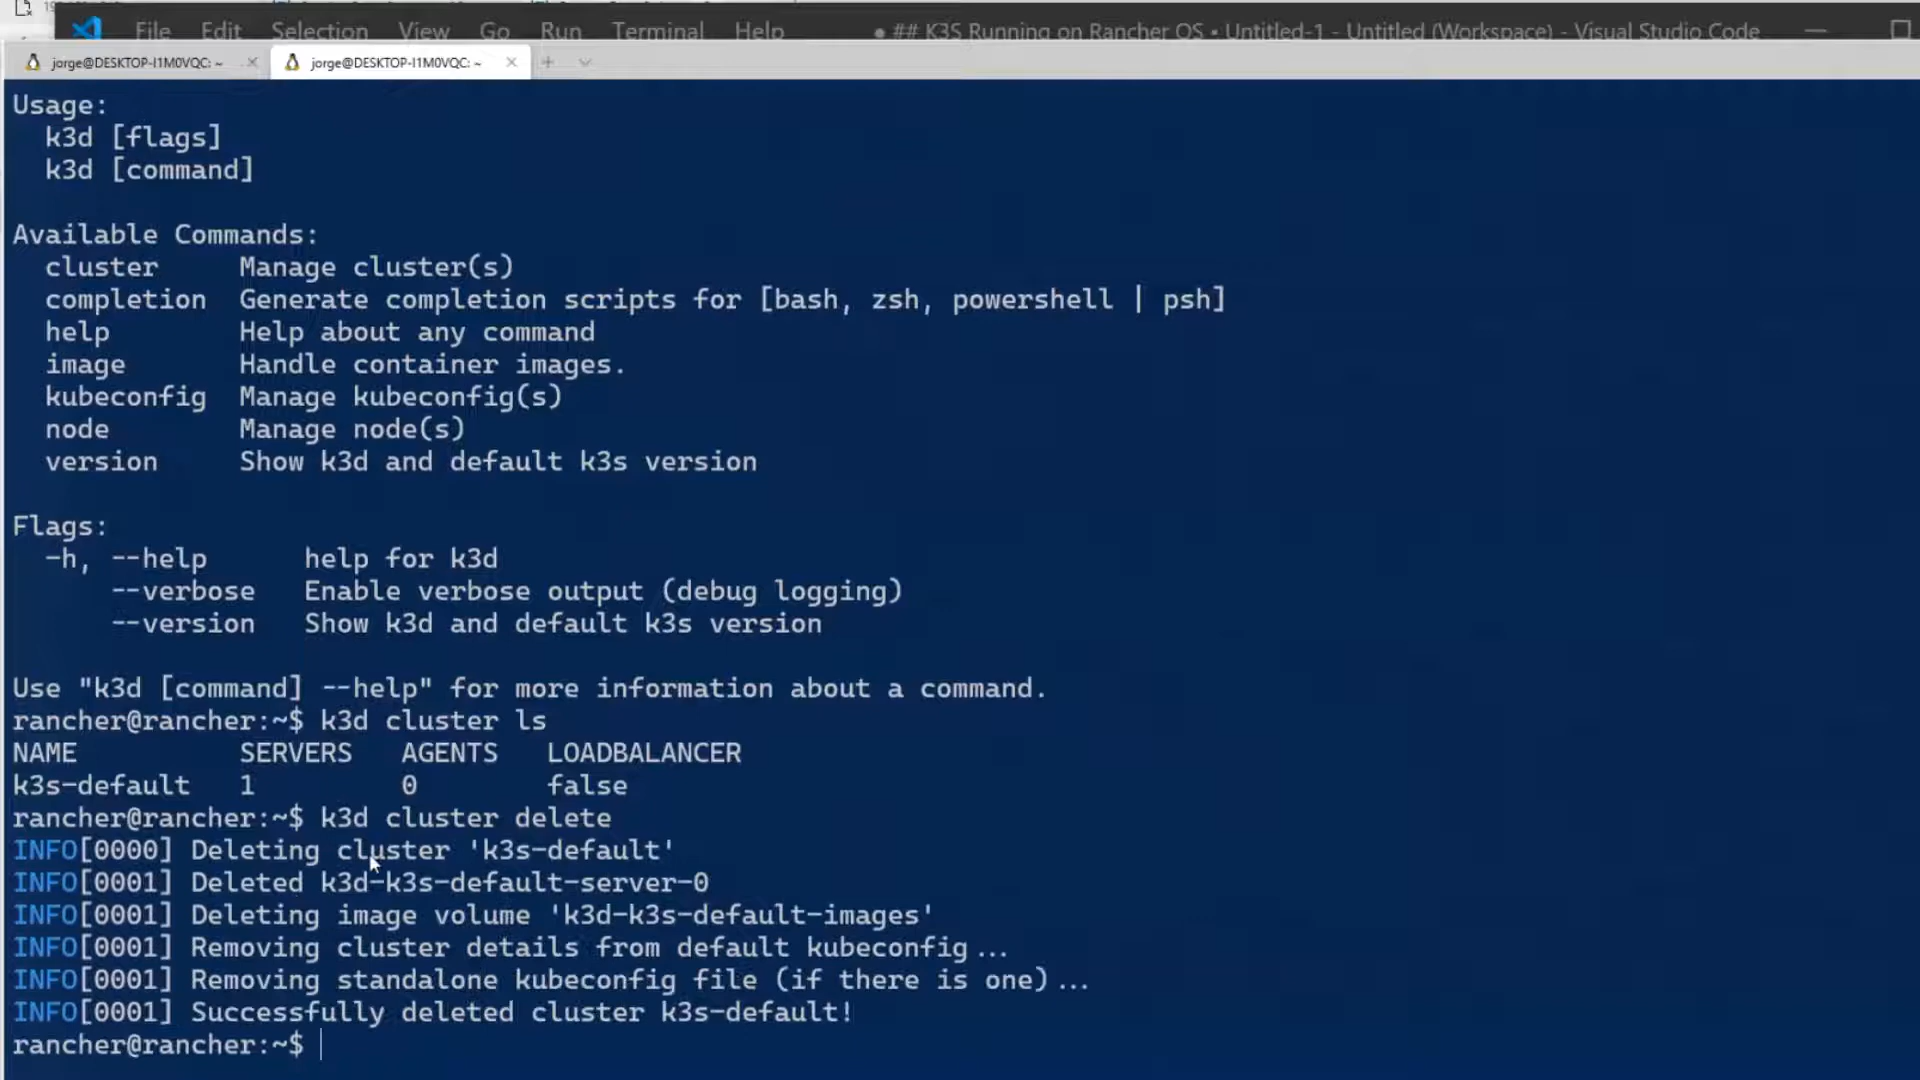 File Edit Selection View Go Run Terminal Help ● ## K3S Running on Rancher OS • Untitled-1 - Untitled (Workspace) - Visual Studio Code
jorge@DESKTOP-I1M0VQC: ~ jorge@DESKTOP-I1M0VQC: ~
Usage:
  k3d [flags]
  k3d [command]
Available Commands:
  cluster     Manage cluster(s)
  completion  Generate completion scripts for [bash, zsh, powershell | psh]
  help        Help about any command
  image       Handle container images.
  kubeconfig  Manage kubeconfig(s)
  node        Manage node(s)
  version     Show k3d and default k3s version
Flags:
  -h, --help      help for k3d
      --verbose   Enable verbose output (debug logging)
      --version   Show k3d and default k3s version
Use "k3d [command] --help" for more information about a command.
rancher@rancher:~$ k3d cluster ls
NAME          SERVERS   AGENTS   LOADBALANCER
k3s-default   1         0        false
rancher@rancher:~$ k3d cluster delete
INFO[0000] Deleting cluster 'k3s-default'
INFO[0001] Deleted k3d-k3s-default-server-0
INFO[0001] Deleting image volume 'k3d-k3s-default-images'
INFO[0001] Removing cluster details from default kubeconfig...
INFO[0001] Removing standalone kubeconfig file (if there is one)...
INFO[0001] Successfully deleted cluster k3s-default!
rancher@rancher:~$